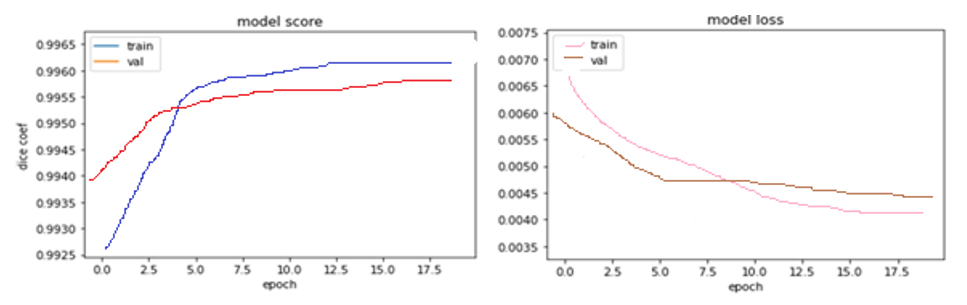 model score
0.9965
0.9960
0.9955
0.9950
0.9945
0.9940
0.9935
0.9930
0.9925
dice coef
train
val
0.0 2.5 5.0 7.5 10.0 12.5 15.0 17.5
epoch
model loss
0.0075
0.0070
0.0065
0.0060
0.0055
0.0050
0.0045
0.0040
0.0035
train
val
0.0 2.5 5.0 7.5 10.0 12.5 15.0 17.5
epoch